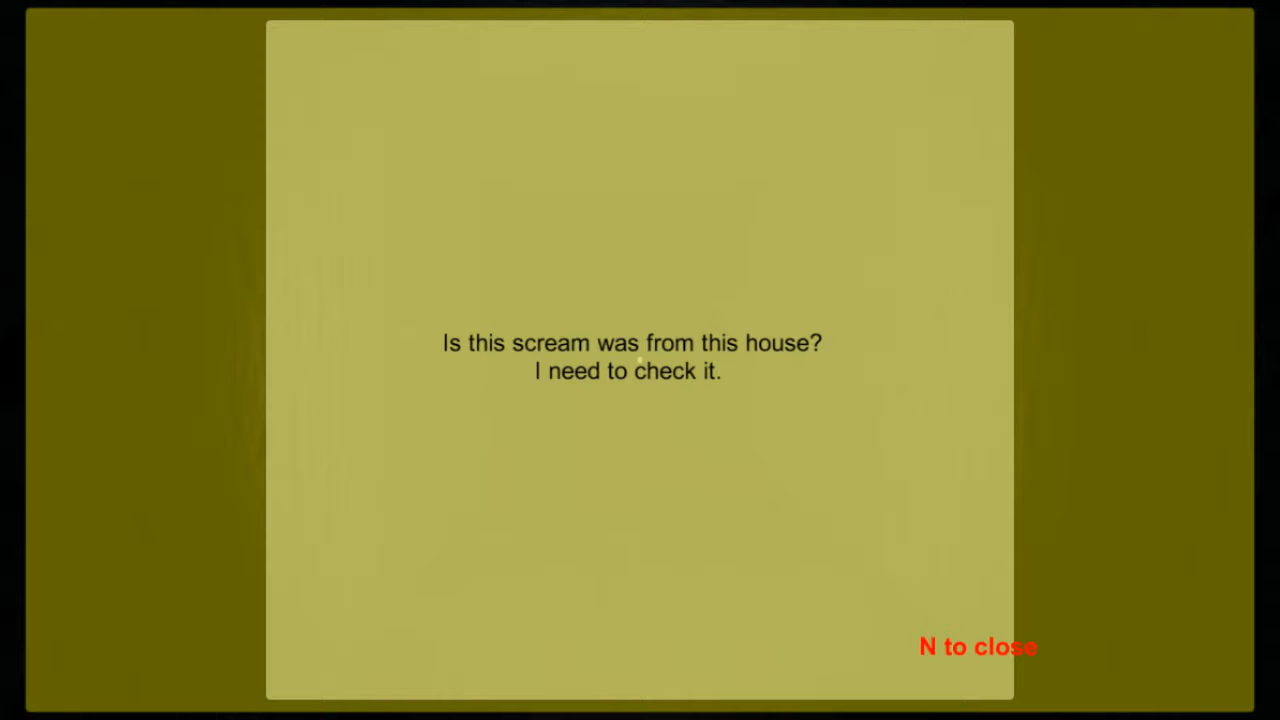 Is this scream was from this house?
I need to check it.
N to close